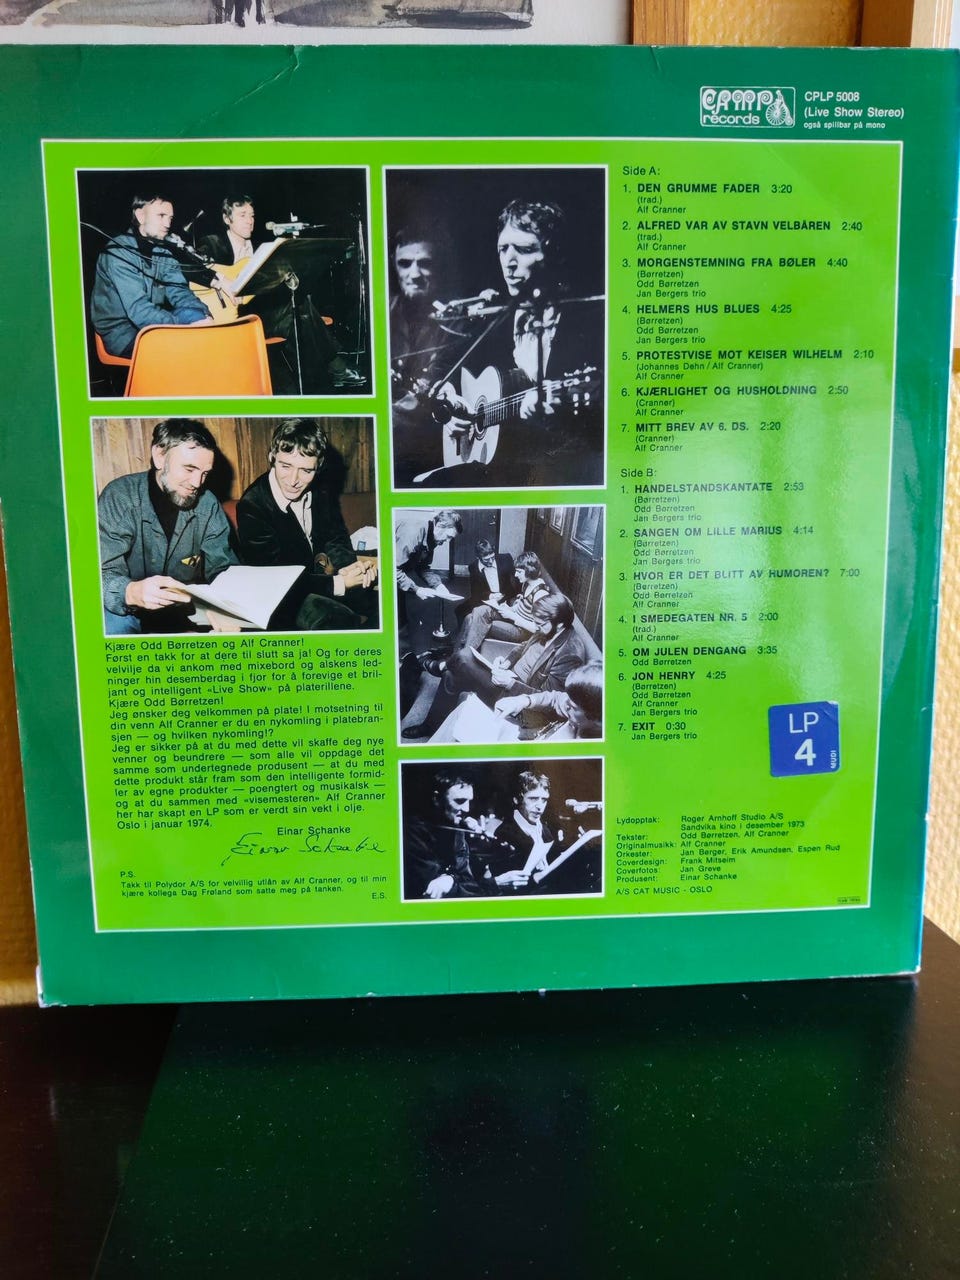 CAMP
records
CPLP 5008
(Live Show Stereo)
også spillbar på mono
Side A:
1. DEN GRUMME FADER 3:20
(trad.)
Alf Cranner
2. ALFRED VAR AV STAVN VELBÅREN 2:40
(trad.)
Alf Cranner
3. MORGENSTEMNING FRA BØLER 4:40
(Børretzen)
Odd Børretzen
Jan Bergers trio
4. HELMERS HUS BLUES 4:25
(Børretzen)
Odd Børretzen
Jan Bergers trio
5. PROTESTVISE MOT KEISER WILHELM 2:10
(Johannes Dehn / Alf Cranner)
Alf Cranner
6. KJÆRLIGHET OG HUSHOLDNING 2:50
(Cranner)
Alf Cranner
7. MITT BREV AV 6. DS. 2:20
(Cranner)
Alf Cranner
Side B:
1. HANDELSTANDSKANTATE 2:53
(Børretzen)
Odd Børretzen
Jan Bergers trio
2. SANGEN OM LILLE MARIUS 4:14
(Børretzen)
Odd Børretzen
Jan Bergers trio
3. HVOR ER DET BLITT AV HUMOREN? 7:00
(Børretzen)
Odd Børretzen
Alf Cranner
4. I SMEDEGATEN NR. 5 2:00
(trad.)
Alf Cranner
5. OM JULEN DENGANG 3:35
Odd Børretzen
6. JON HENRY 4:25
(Børretzen)
Odd Børretzen
Alf Cranner
Jan Bergers trio
7. EXIT 0:30
Jan Bergers trio
LP
4
MUDI
Kjære Odd Børretzen og Alf Cranner!
Først en takk for at dere til slutt sa ja! Og for deres
velvilje da vi ankom med mixebord og alskens led-
ninger hin desemberdag i fjor for å forevige et bril-
jant og intelligent «Live Show» på platerillene.
Kjære Odd Børretzen!
Jeg ønsker deg velkommen på plate! I motsetning til
din venn Alf Cranner er du en nykomling i platebran-
sjen — og hvilken nykomling!?
Jeg er sikker på at du med dette vil skaffe deg nye
venner og beundrere — som alle vil oppdage det
samme som undertegnede produsent — at du med
dette produkt står fram som den intelligente formid-
ler av egne produkter — poengtert og musikalsk —
og at du sammen med «visemesteren» Alf Cranner
her har skapt en LP som er verdt sin vekt i olje.
Oslo i januar 1974.
Einar Schanke
Einar Schanke
P.S.
Takk til Polydor A/S for velvillig utlån av Alf Cranner, og til min
kjære kollega Dag Frøland som satte meg på tanken.
E.S.
Lydopptak: Roger Arnhoff Studio A/S
Sandvika kino i desember 1973
Tekster: Odd Børretzen, Alf Cranner
Originalmusikk: Alf Cranner
Orkester: Jan Berger, Erik Amundsen, Espen Rud
Coverdesign: Frank Mitseim
Coverfotos: Jan Greve
Produsent: Einar Schanke
A/S CAT MUSIC - OSLO